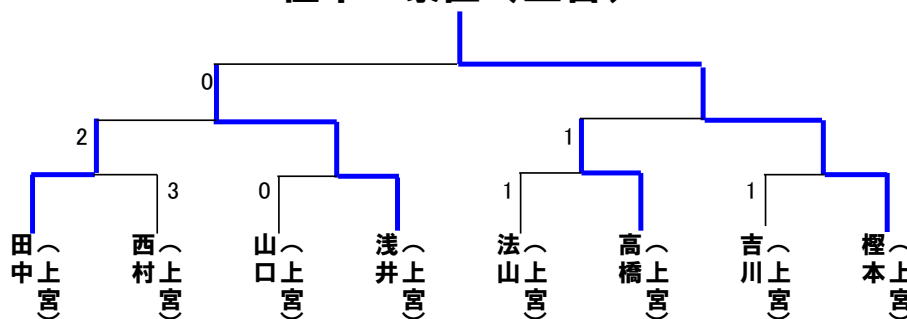 0
2
1
3
0
1
1
田中(上宮)
西村(上宮)
山口(上宮)
浅井(上宮)
法山(上宮)
高橋(上宮)
吉川(上宮)
樫本(上宮)